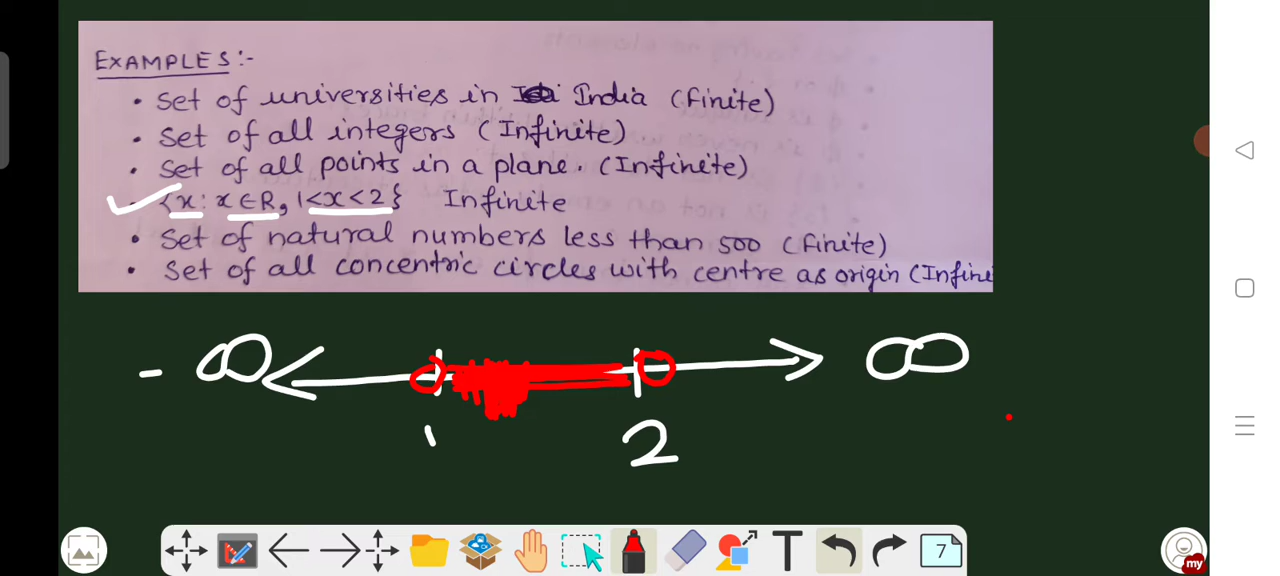 EXAMPLES:-
• Set of universities in India (Finite)
• Set of all integers (Infinite)
• Set of all points in a plane. (Infinite)
• {x: x∈R, 1<x<2} Infinite
• Set of natural numbers less than 500 (Finite)
• Set of all concentric circles with centre as origin (Infini
-∞ ∞
1 2
T 7
my